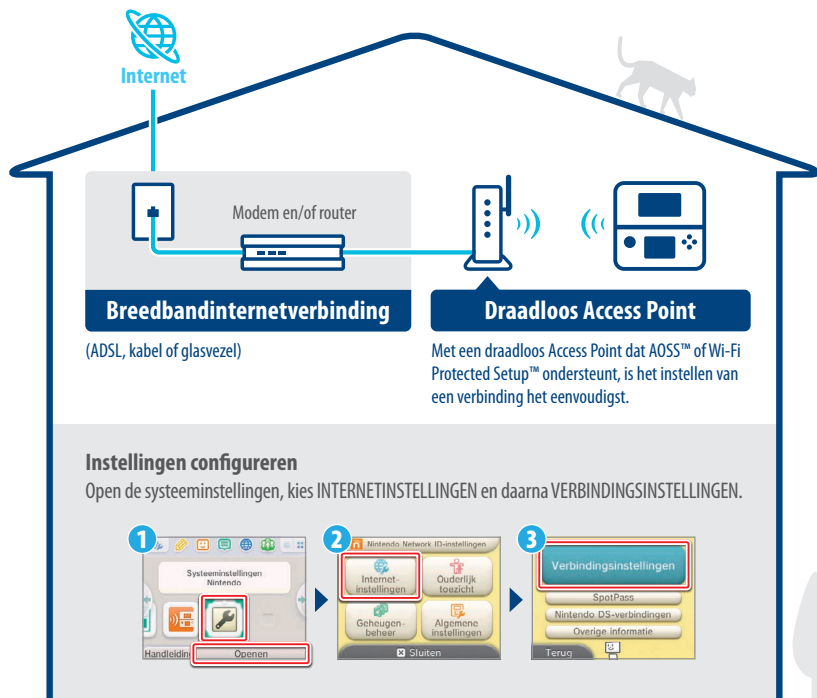 Internet
Modem en/of router
Breedbandinternetverbinding
(ADSL, kabel of glasvezel)
Draadloos Access Point
Met een draadloos Access Point dat AOSS™ of Wi-Fi
Protected Setup™ ondersteunt, is het instellen van
een verbinding het eenvoudigst.
Instellingen configureren
Open de systeeminstellingen, kies INTERNETINSTELLINGEN en daarna VERBINDINGSINSTELLINGEN.
1
Systeeminstellingen
Nintendo
Handleiding
Openen
2
Nintendo Network ID-instellingen
Internet-
instellingen
Ouderlijk
toezicht
Geheugen-
beheer
Algemene
instellingen
X Sluiten
3
Verbindingsinstellingen
SpotPass
Nintendo DS-verbindingen
Overige informatie
Terug